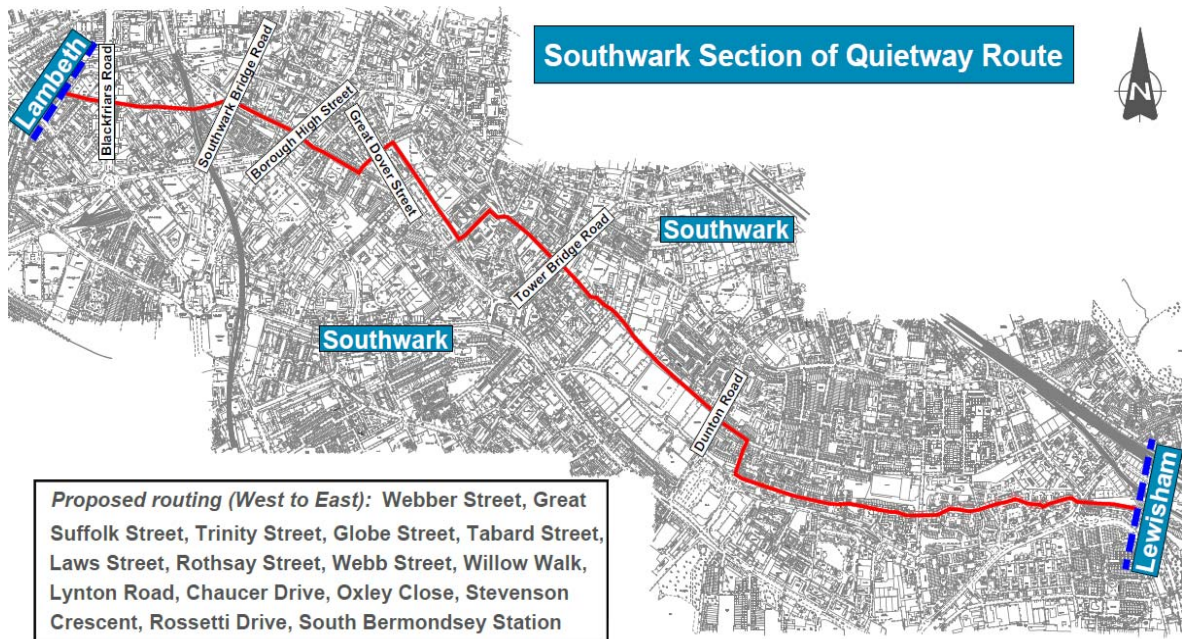 Southwark Section of Quietway Route
N
Lambeth
Blackfriars Road
Southwark Bridge Road
Borough High Street
Great Dover Street
Tower Bridge Road
Southwark
Southwark
Dunton Road
Lewisham
Proposed routing (West to East): Webber Street, Great
Suffolk Street, Trinity Street, Globe Street, Tabard Street,
Laws Street, Rothsay Street, Webb Street, Willow Walk,
Lynton Road, Chaucer Drive, Oxley Close, Stevenson
Crescent, Rossetti Drive, South Bermondsey Station